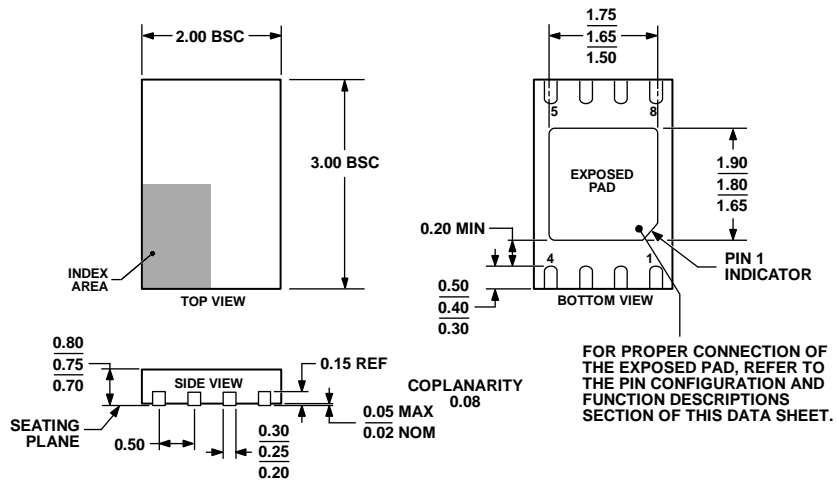 2.00 BSC
3.00 BSC
INDEX
AREA
TOP VIEW
1.75
1.65
1.50
5
8
EXPOSED
PAD
1.90
1.80
1.65
0.20 MIN
4
1
PIN 1
INDICATOR
0.50
0.40
0.30
BOTTOM VIEW
FOR PROPER CONNECTION OF
THE EXPOSED PAD, REFER TO
THE PIN CONFIGURATION AND
FUNCTION DESCRIPTIONS
SECTION OF THIS DATA SHEET.
0.80
0.75
0.70
SIDE VIEW
0.15 REF
COPLANARITY
0.08
SEATING
PLANE
0.05 MAX
0.02 NOM
0.50
0.30
0.25
0.20